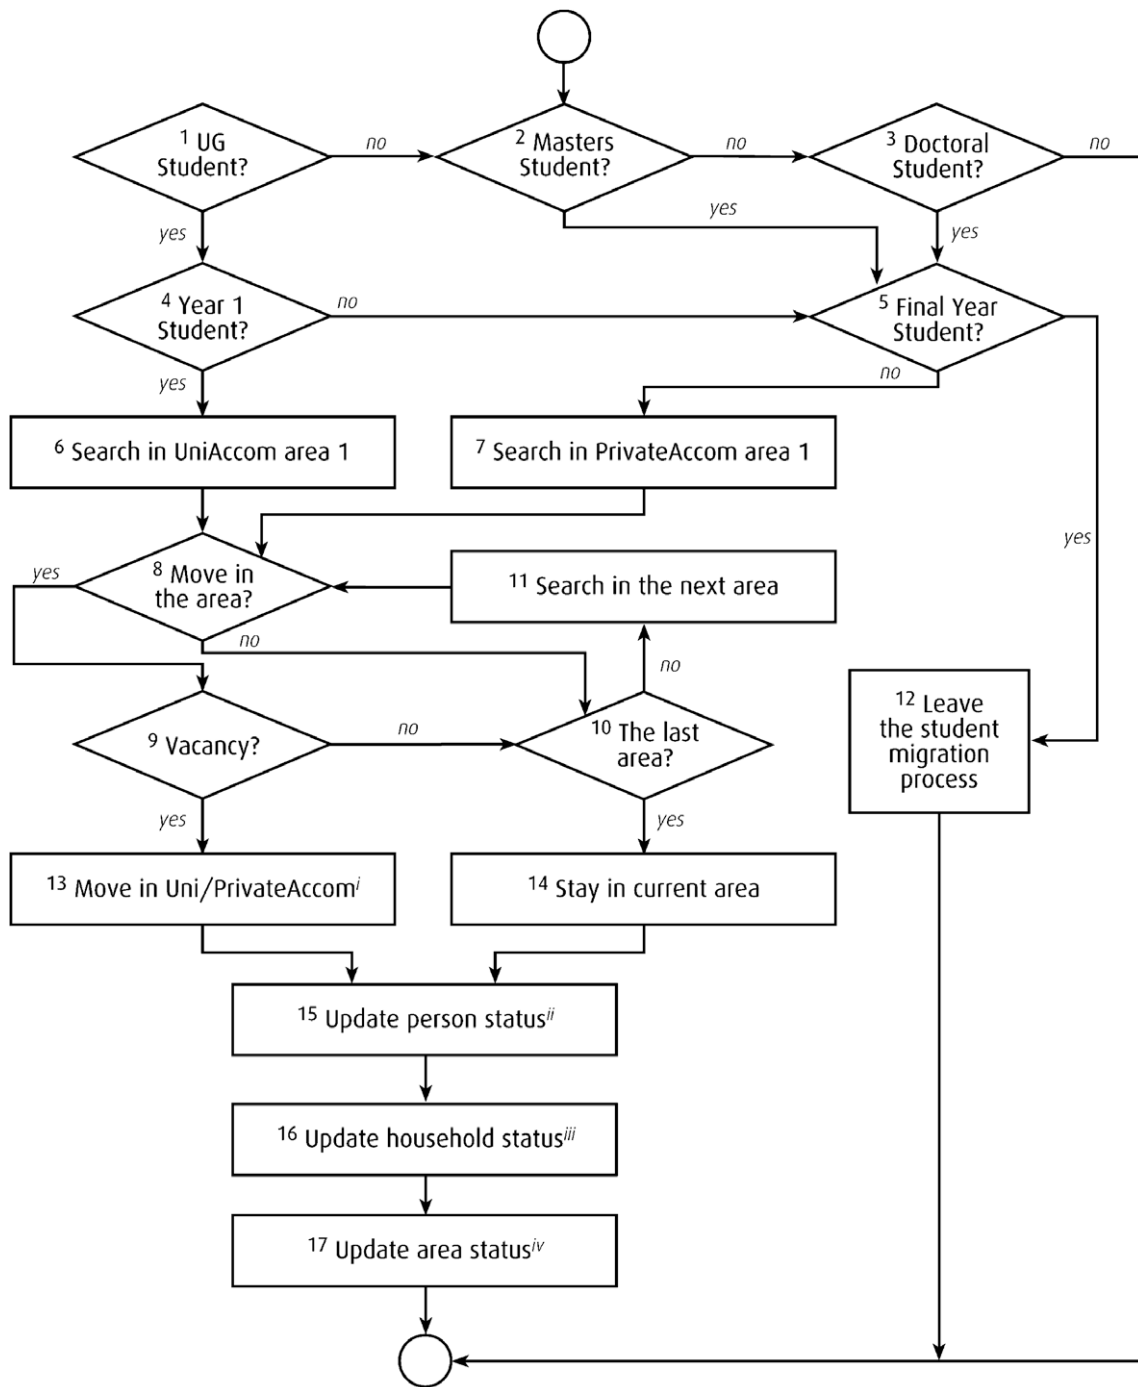 1 UG
Student?
no
2 Masters
Student?
no
3 Doctoral
Student?
no
yes
yes
yes
4 Year 1
Student?
no
5 Final Year
Student?
yes
no
6 Search in UniAccom area 1
7 Search in PrivateAccom area 1
yes
yes
8 Move in
the area?
11 Search in the next area
no
no
9 Vacancy?
no
10 The last
area?
12 Leave
the student
migration
process
yes
yes
13 Move in Uni/PrivateAccom i
14 Stay in current area
15 Update person status ii
16 Update household status iii
17 Update area status iv